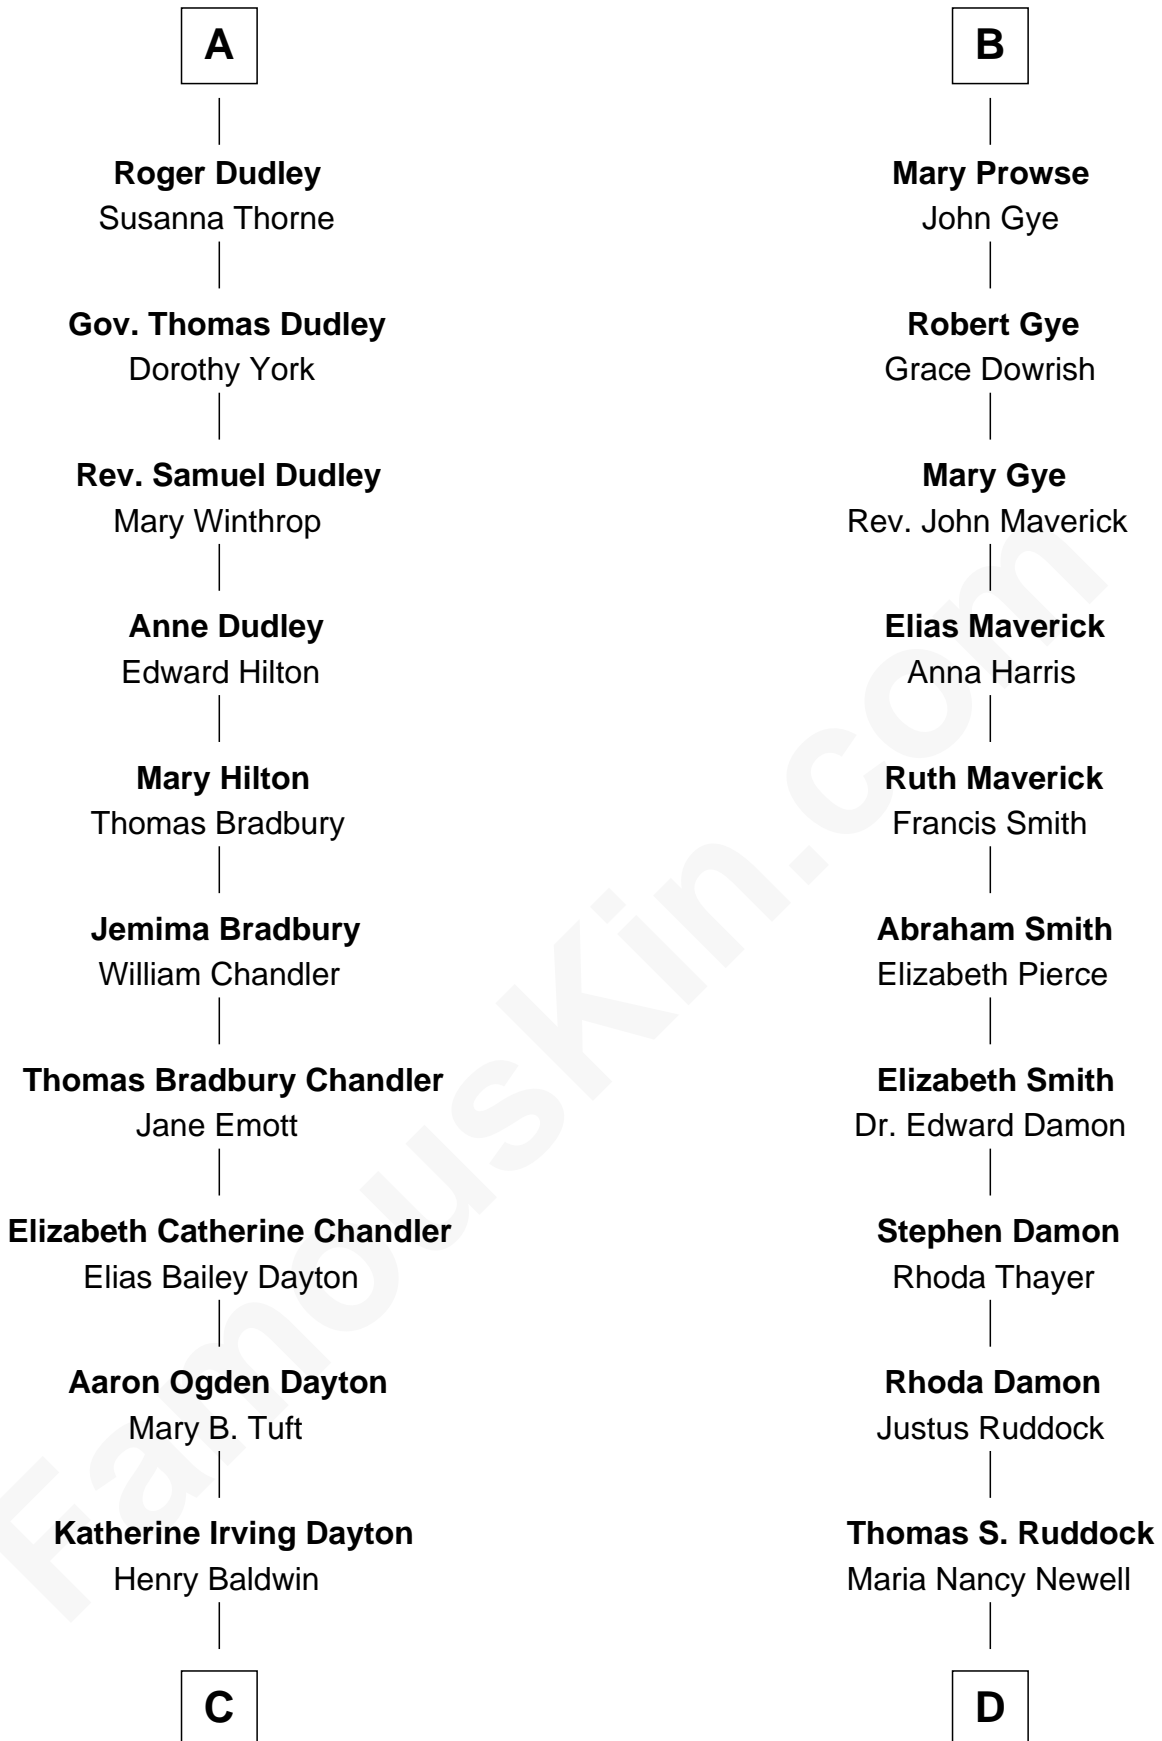 A
Roger Dudley
Susanna Thorne
Gov. Thomas Dudley
Dorothy York
Rev. Samuel Dudley
Mary Winthrop
Anne Dudley
Edward Hilton
Mary Hilton
Thomas Bradbury
Jemima Bradbury
William Chandler
Thomas Bradbury Chandler
Jane Emott
Elizabeth Catherine Chandler
Elias Bailey Dayton
Aaron Ogden Dayton
Mary B. Tuft
Katherine Irving Dayton
Henry Baldwin
C
B
Mary Prowse
John Gye
Robert Gye
Grace Dowrish
Mary Gye
Rev. John Maverick
Elias Maverick
Anna Harris
Ruth Maverick
Francis Smith
Abraham Smith
Elizabeth Pierce
Elizabeth Smith
Dr. Edward Damon
Stephen Damon
Rhoda Thayer
Rhoda Damon
Justus Ruddock
Thomas S. Ruddock
Maria Nancy Newell
D
FamousKin.com